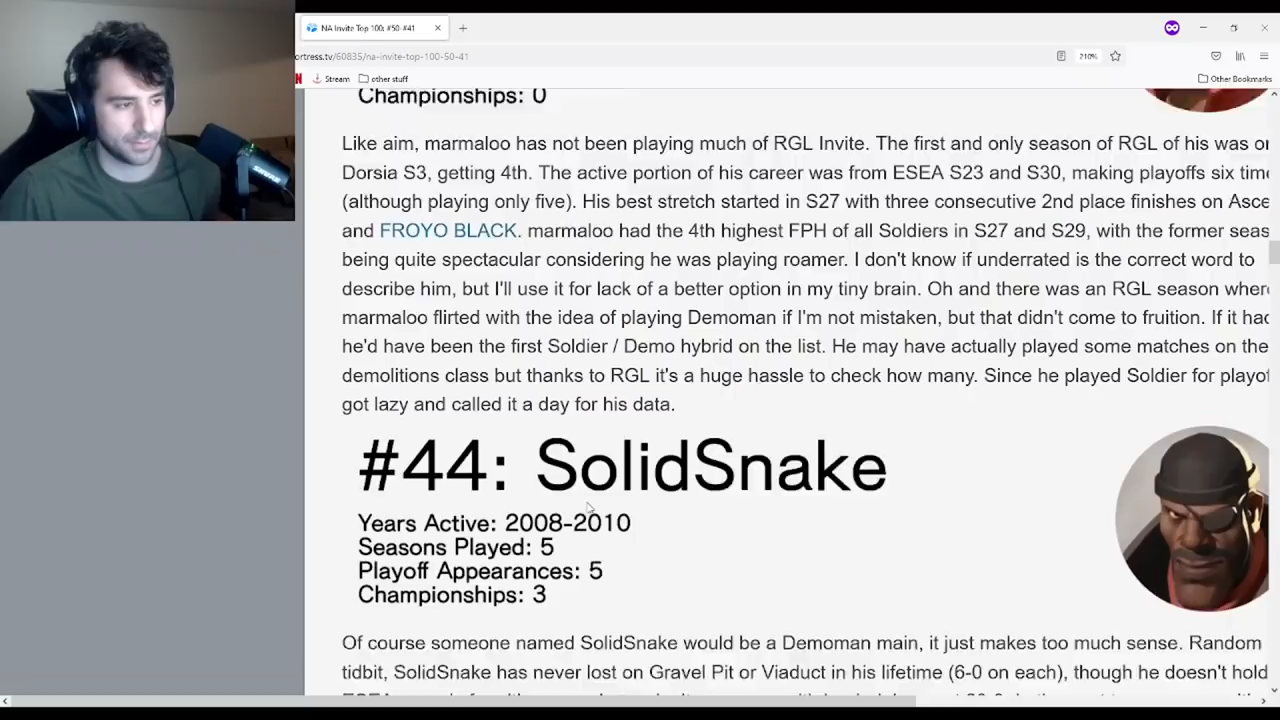 NA Invite Top 100: #50-#41
ortress.tv/60835/na-invite-top-100-50-41
210%
Stream
other stuff
Other Bookmarks
Championships: 0
Like aim, marmaloo has not been playing much of RGL Invite. The first and only season of RGL of his was on
Dorsia S3, getting 4th. The active portion of his career was from ESEA S23 and S30, making playoffs six time
(although playing only five). His best stretch started in S27 with three consecutive 2nd place finishes on Asce
and FROYO BLACK. marmaloo had the 4th highest FPH of all Soldiers in S27 and S29, with the former seas
being quite spectacular considering he was playing roamer. I don't know if underrated is the correct word to
describe him, but I'll use it for lack of a better option in my tiny brain. Oh and there was an RGL season where
marmaloo flirted with the idea of playing Demoman if I'm not mistaken, but that didn't come to fruition. If it had
he'd have been the first Soldier / Demo hybrid on the list. He may have actually played some matches on the
demolitions class but thanks to RGL it's a huge hassle to check how many. Since he played Soldier for playof
got lazy and called it a day for his data.
#44: SolidSnake
Years Active: 2008-2010
Seasons Played: 5
Playoff Appearances: 5
Championships: 3
Of course someone named SolidSnake would be a Demoman main, it just makes too much sense. Random
tidbit, SolidSnake has never lost on Gravel Pit or Viaduct in his lifetime (6-0 on each), though he doesn't hold
SHURE